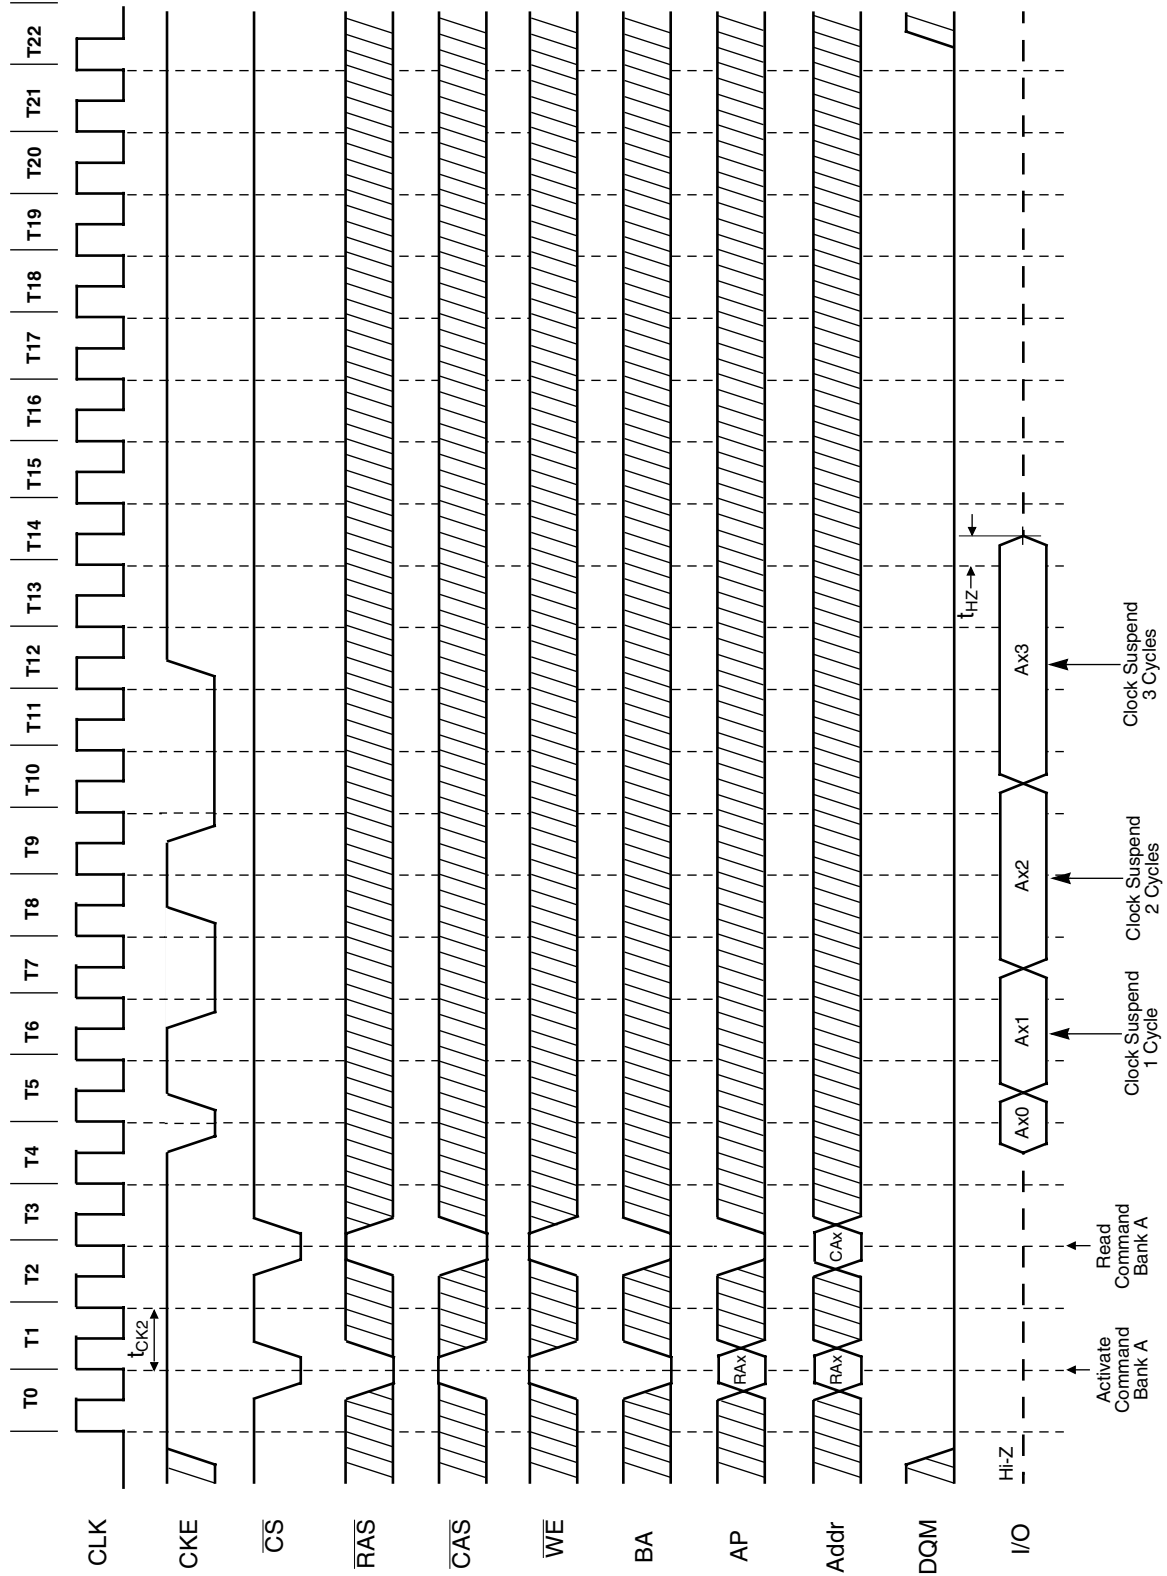 T0 T1 T2 T3 T4 T5 T6 T7 T8 T9 T10 T11 T12 T13 T14 T15 T16 T17 T18 T19 T20 T21 T22
CLK
tCK2
CKE
CS
RAS
CAS
WE
BA
AP
RAx
Addr
RAx CAx
DQM
tHZ
Hi-Z
I/O
Ax0 Ax1 Ax2 Ax3
Activate
Command
Bank A
Read
Command
Bank A
Clock Suspend
1 Cycle
Clock Suspend
2 Cycles
Clock Suspend
3 Cycles